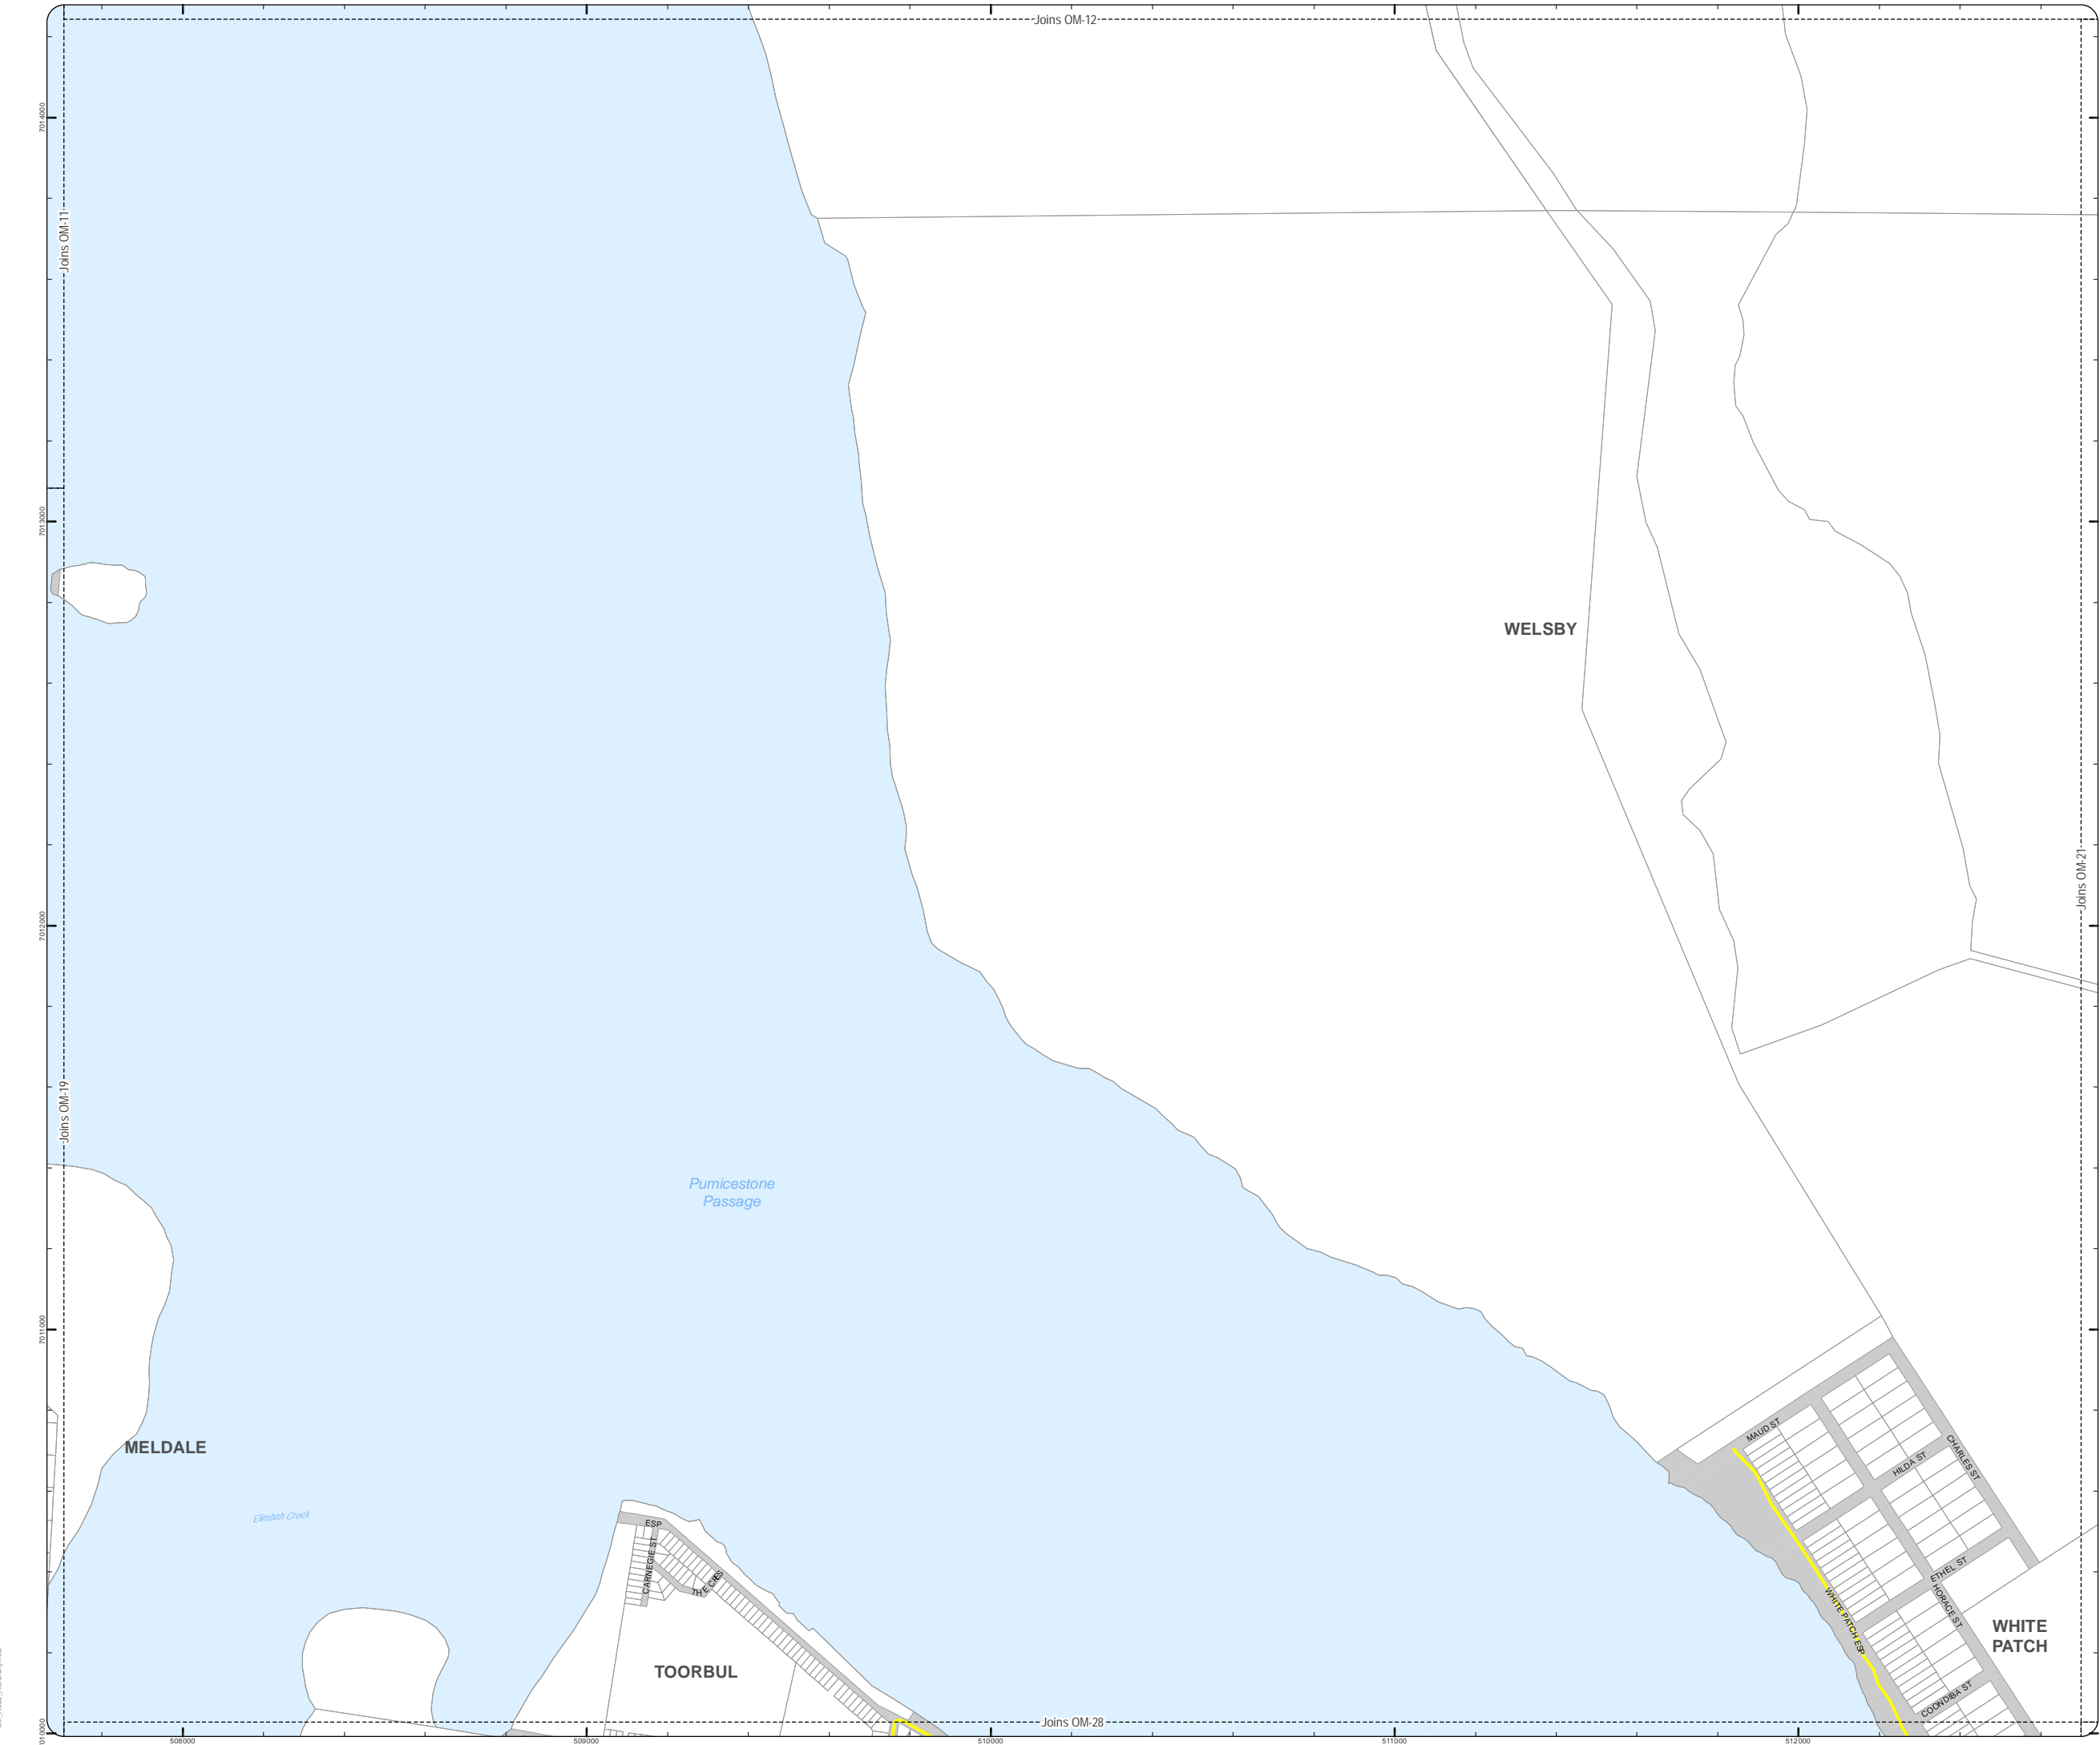 Joins OM-12
7014000
Joins OM-11
7013000
WELSBY
7012000
Joins OM-21
Joins OM-19
Pumicestone
Passage
7011000
MELDALE
Elimbah Creek
MAUD ST
CHARLES ST
HILDA ST
ESP
CARNEGIE ST
THE CRES
ETHEL ST
HORACE ST
WHITE PATCH ESP
WHITE
PATCH
TOORBUL
COONDIBA ST
Joins OM-28
508000
509000
510000
511000
512000